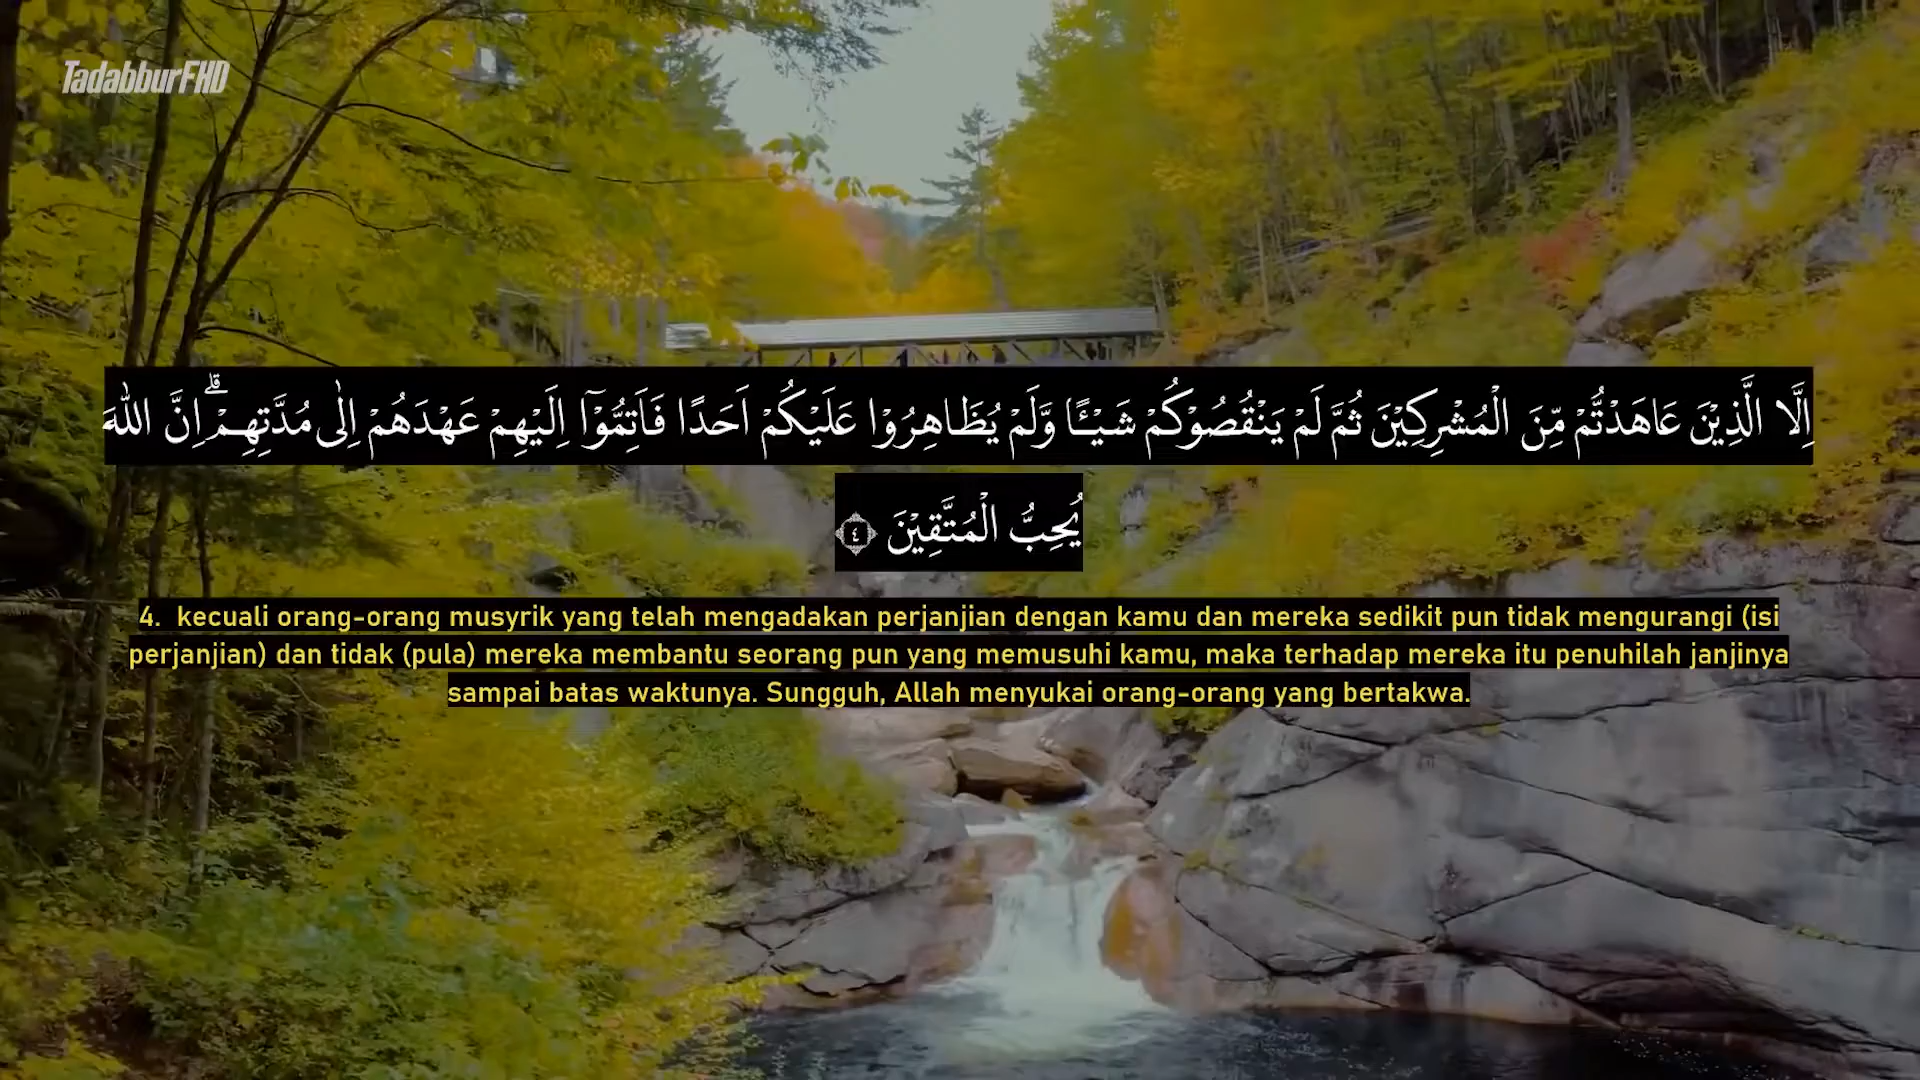 TadabburFHD
اِلَّا الَّذِيْنَ عَاهَدْتُّمْ مِّنَ الْمُشْرِكِيْنَ ثُمَّ لَمْ يَنْقُصُوْكُمْ شَيْـًٔا وَّلَمْ يُظَاهِرُوْا عَلَيْكُمْ اَحَدًا فَاَتِمُّوْٓا اِلَيْهِمْ عَهْدَهُمْ اِلٰى مُدَّتِهِمْۗ اِنَّ اللّٰهَ
يُحِبُّ الْمُتَّقِيْنَ ٤
4. kecuali orang-orang musyrik yang telah mengadakan perjanjian dengan kamu dan mereka sedikit pun tidak mengurangi (isi
perjanjian) dan tidak (pula) mereka membantu seorang pun yang memusuhi kamu, maka terhadap mereka itu penuhilah janjinya
sampai batas waktunya. Sungguh, Allah menyukai orang-orang yang bertakwa.